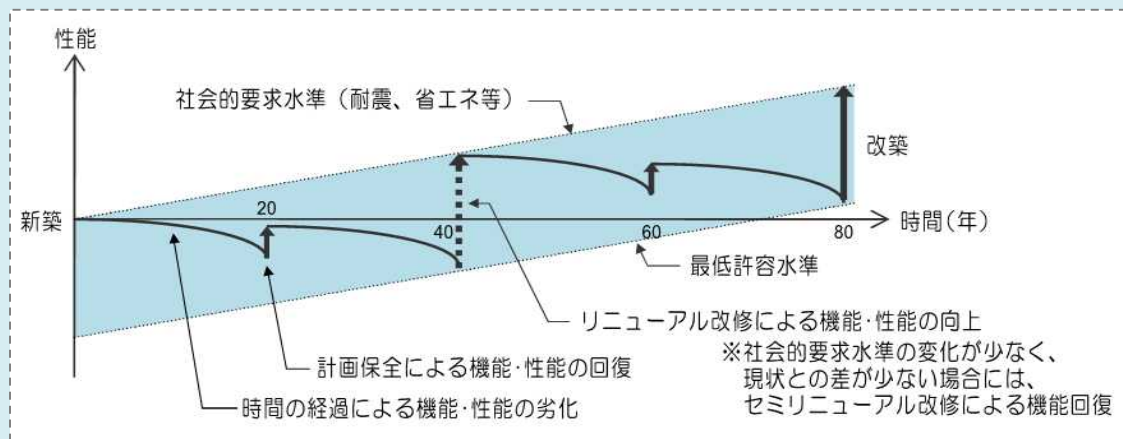 性能
社会的要求水準（耐震、省エネ等）
改築
新築
20
40
60
80
時間（年）
最低許容水準
リニューアル改修による機能・性能の向上
計画保全による機能・性能の回復
時間の経過による機能・性能の劣化
※社会的要求水準の変化が少なく、
現状との差が少ない場合には、
セミリニューアル改修による機能回復